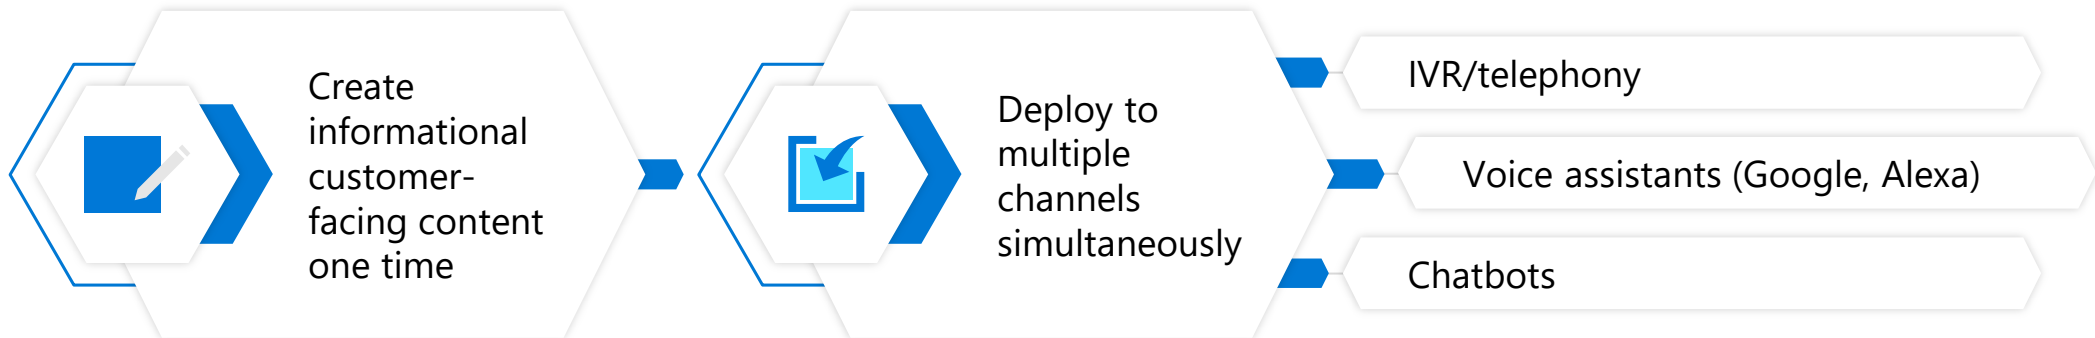 Create
informational
customer-
facing content
one time
Deploy to
multiple
channels
simultaneously
IVR/telephony
Voice assistants (Google, Alexa)
Chatbots